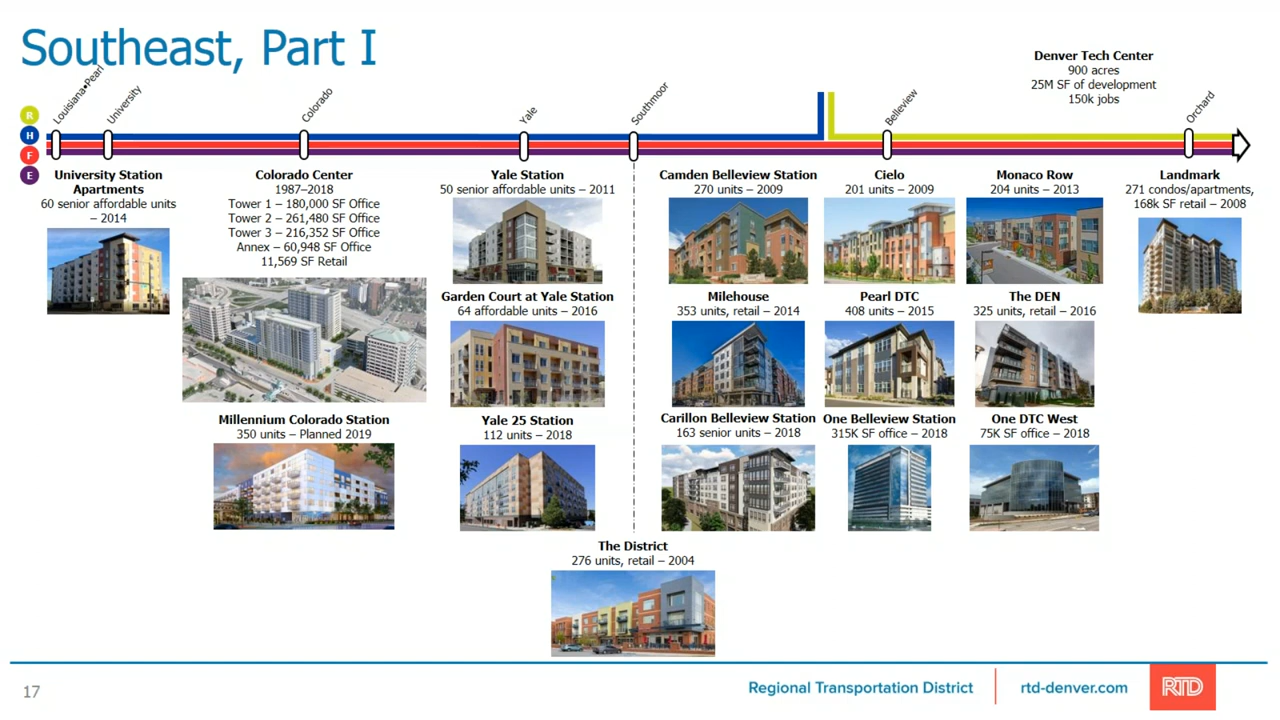 Southeast, Part I
Denver Tech Center
900 acres
25M SF of development
150k jobs
Louisiana•Pearl
University
Colorado
Yale
Southmoor
Belleview
Orchard
R
H
F
E
University Station
Apartments
60 senior affordable units
– 2014
Colorado Center
1987–2018
Tower 1 – 180,000 SF Office
Tower 2 – 261,480 SF Office
Tower 3 – 216,352 SF Office
Annex – 60,948 SF Office
11,569 SF Retail
Millennium Colorado Station
350 units – Planned 2019
Yale Station
50 senior affordable units – 2011
Garden Court at Yale Station
64 affordable units – 2016
Yale 25 Station
112 units – 2018
The District
276 units, retail – 2004
Camden Belleview Station
270 units – 2009
Cielo
201 units – 2009
Monaco Row
204 units – 2013
Landmark
271 condos/apartments,
168k SF retail – 2008
Milehouse
353 units, retail – 2014
Pearl DTC
408 units – 2015
The DEN
325 units, retail – 2016
Carillon Belleview Station
163 senior units – 2018
One Belleview Station
315K SF office – 2018
One DTC West
75K SF office – 2018
17
Regional Transportation District
rtd-denver.com
RTD